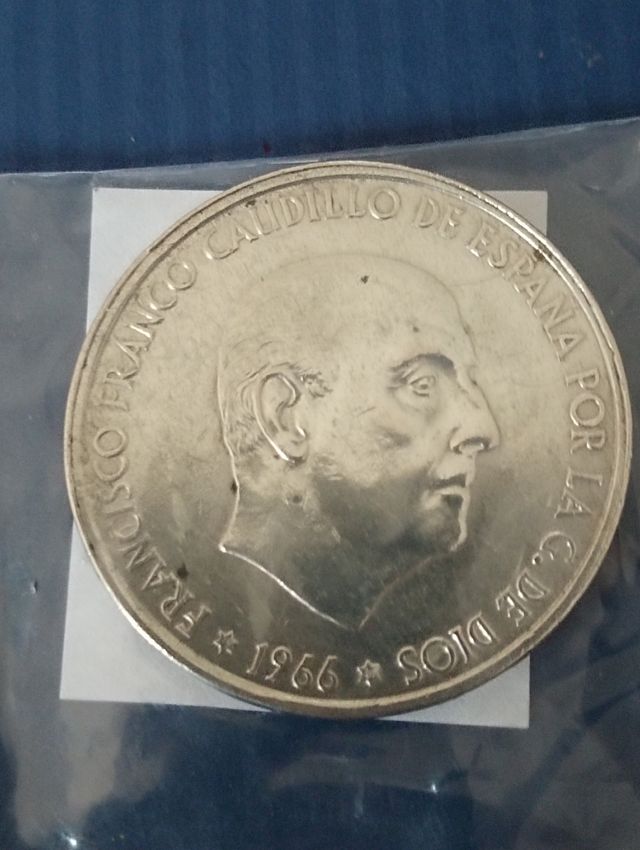 FRANCISCO FRANCO CAUDILLO DE ESPAÑA POR LA G. DE DIOS
1966